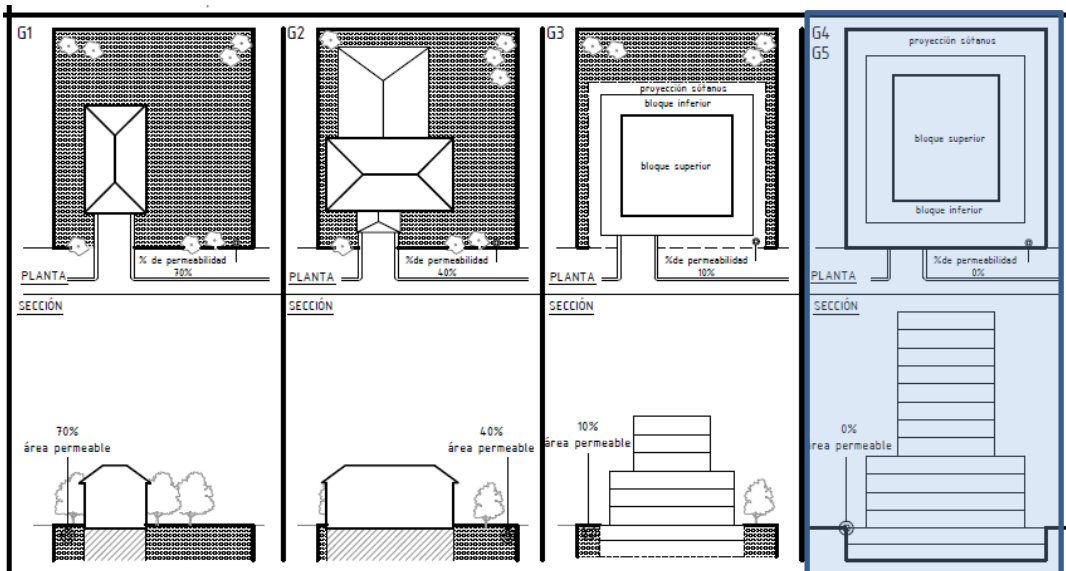 G1
% de permeabilidad
70%
PLANTA
SECCIÓN
70%
área permeable
G2
%de permeabilidad
40%
PLANTA
SECCIÓN
40%
área permeable
G3
proyección sótanos
bloque inferior
bloque superior
%de permeabilidad
10%
PLANTA
SECCIÓN
10%
área permeable
G4
G5
proyección sótanos
bloque superior
bloque inferior
%de permeabilidad
0%
PLANTA
SECCIÓN
0%
área permeable